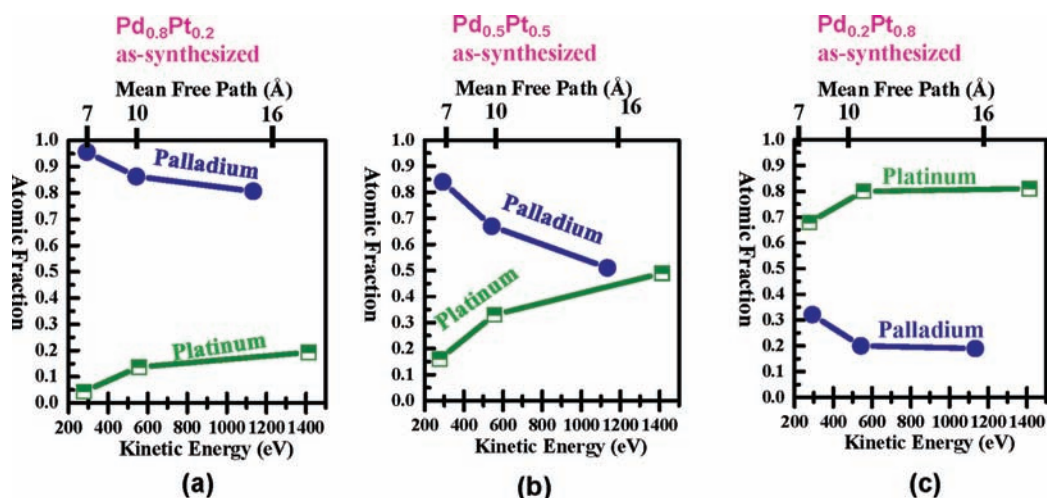 Pd0.8Pt0.2
as-synthesized
Mean Free Path (Å)
7 10 16
Atomic Fraction
1.0
0.9
0.8
0.7
0.6
0.5
0.4
0.3
0.2
0.1
0.0
Palladium
Platinum
200 400 600 800 1000 1200 1400
Kinetic Energy (eV)
(a)
Pd0.5Pt0.5
as-synthesized
Mean Free Path (Å)
7 10 16
Atomic Fraction
1.0
0.9
0.8
0.7
0.6
0.5
0.4
0.3
0.2
0.1
0.0
Palladium
Platinum
200 400 600 800 1000 1200 1400
Kinetic Energy (eV)
(b)
Pd0.2Pt0.8
as-synthesized
Mean Free Path (Å)
7 10 16
Atomic Fraction
1.0
0.9
0.8
0.7
0.6
0.5
0.4
0.3
0.2
0.1
0.0
Platinum
Palladium
200 400 600 800 1000 1200 1400
Kinetic Energy (eV)
(c)